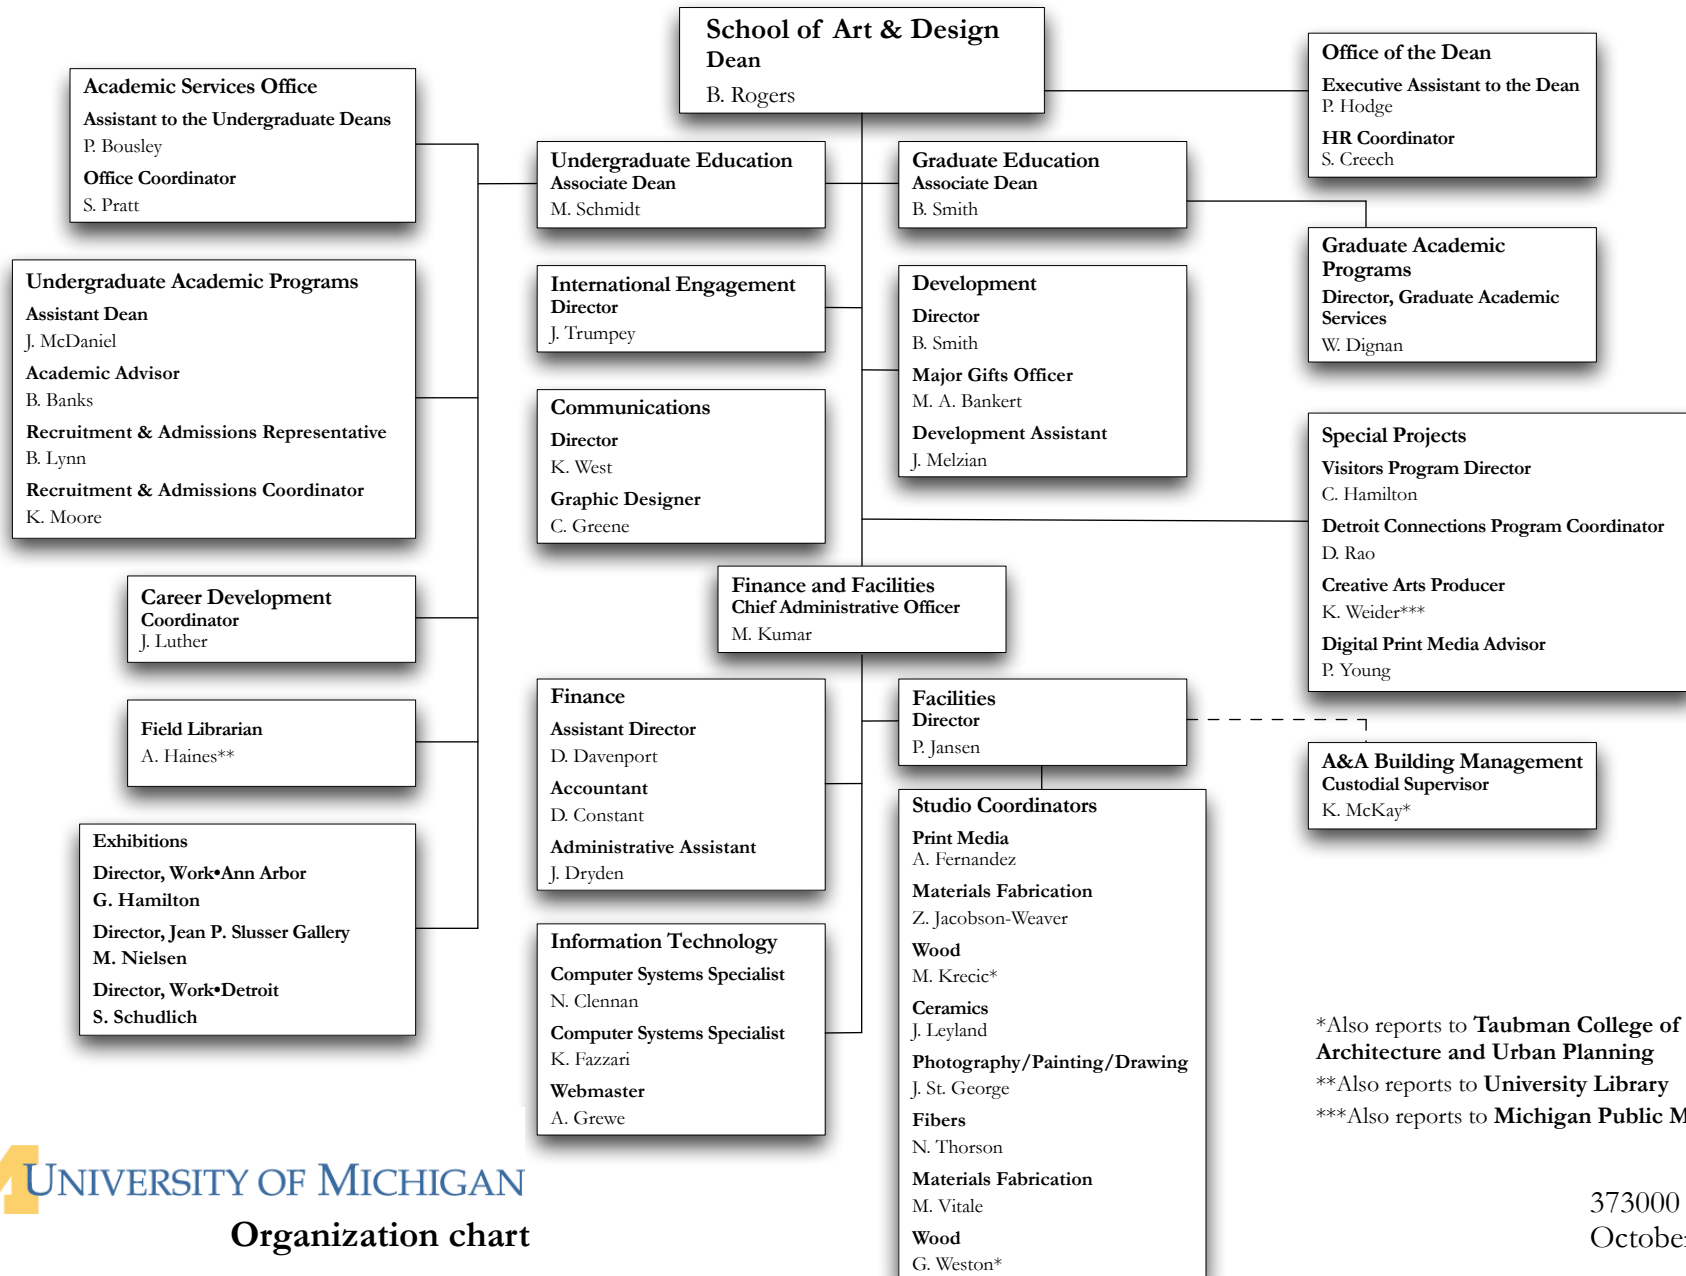 School of Art & Design
Dean
B. Rogers
Office of the Dean
Executive Assistant to the Dean
P. Hodge
HR Coordinator
S. Creech
Academic Services Office
Assistant to the Undergraduate Deans
P. Bousley
Office Coordinator
S. Pratt
Undergraduate Education
Associate Dean
M. Schmidt
Graduate Education
Associate Dean
B. Smith
Graduate Academic
Programs
Director, Graduate Academic
Services
W. Dignan
Undergraduate Academic Programs
Assistant Dean
J. McDaniel
Academic Advisor
B. Banks
Recruitment & Admissions Representative
B. Lynn
Recruitment & Admissions Coordinator
K. Moore
International Engagement
Director
J. Trumpey
Development
Director
B. Smith
Major Gifts Officer
M. A. Bankert
Development Assistant
J. Melzian
Communications
Director
K. West
Graphic Designer
C. Greene
Special Projects
Visitors Program Director
C. Hamilton
Detroit Connections Program Coordinator
D. Rao
Creative Arts Producer
K. Weider***
Digital Print Media Advisor
P. Young
Career Development
Coordinator
J. Luther
Finance and Facilities
Chief Administrative Officer
M. Kumar
Field Librarian
A. Haines**
Finance
Assistant Director
D. Davenport
Accountant
D. Constant
Administrative Assistant
J. Dryden
Facilities
Director
P. Jansen
A&A Building Management
Custodial Supervisor
K. McKay*
Exhibitions
Director, Work•Ann Arbor
G. Hamilton
Director, Jean P. Slusser Gallery
M. Nielsen
Director, Work•Detroit
S. Schudlich
Information Technology
Computer Systems Specialist
N. Clennan
Computer Systems Specialist
K. Fazzari
Webmaster
A. Grewe
Studio Coordinators
Print Media
A. Fernandez
Materials Fabrication
Z. Jacobson-Weaver
Wood
M. Krecic*
Ceramics
J. Leyland
Photography/Painting/Drawing
J. St. George
Fibers
N. Thorson
Materials Fabrication
M. Vitale
Wood
G. Weston*
*Also reports to Taubman College of
Architecture and Urban Planning
**Also reports to University Library
***Also reports to Michigan Public M
UNIVERSITY OF MICHIGAN
Organization chart
373000
October